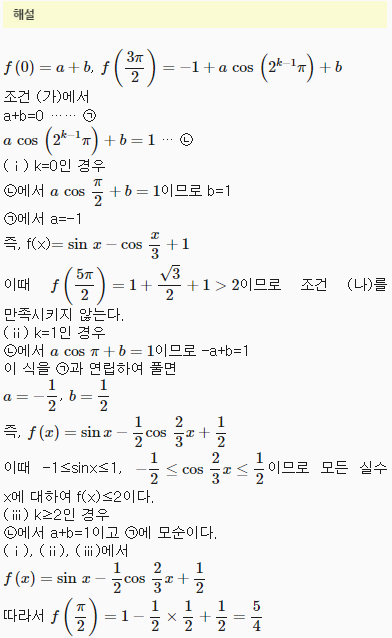 해설
f(0)=a+b, f(3π/2)=-1+a cos(2^{k-1}π)+b
조건 (가)에서
a+b=0 …… ㉠
a cos(2^{k-1}π)+b=1 … ㉡
(ⅰ) k=0인 경우
㉡에서 a cos π/2+b=1이므로 b=1
㉠에서 a=-1
즉, f(x)=sin x-cos x/3+1
이때 f(5π/2)=1+√3/2+1>2이므로 조건 (나)를
만족시키지 않는다.
(ⅱ) k=1인 경우
㉡에서 a cos π+b=1이므로 -a+b=1
이 식을 ㉠과 연립하여 풀면
a=-1/2, b=1/2
즉, f(x)=sin x-1/2 cos 2/3 x+1/2
이때 -1≤sinx≤1, -1/2≤cos 2/3 x≤1/2이므로 모든 실수
x에 대하여 f(x)≤2이다.
(ⅲ) k≥2인 경우
㉡에서 a+b=1이고 ㉠에 모순이다.
(ⅰ), (ⅱ), (ⅲ)에서
f(x)=sin x-1/2 cos 2/3 x+1/2
따라서 f(π/2)=1-1/2×1/2+1/2=5/4